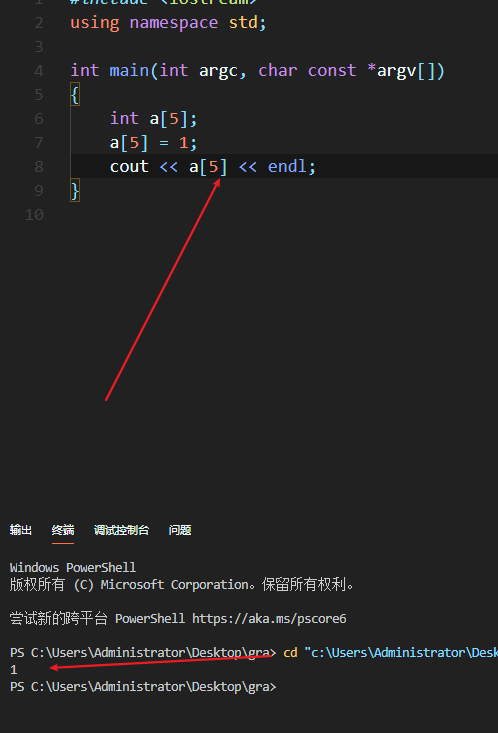 1 #include <iostream>
2 using namespace std;
3
4 int main(int argc, char const *argv[])
5 {
6     int a[5];
7     a[5] = 1;
8     cout << a[5] << endl;
9 }
10
输出 终端 调试控制台 问题
Windows PowerShell
版权所有 (C) Microsoft Corporation。保留所有权利。
尝试新的跨平台 PowerShell https://aka.ms/pscore6
PS C:\Users\Administrator\Desktop\gra> cd "c:\Users\Administrator\Desk
1
PS C:\Users\Administrator\Desktop\gra>